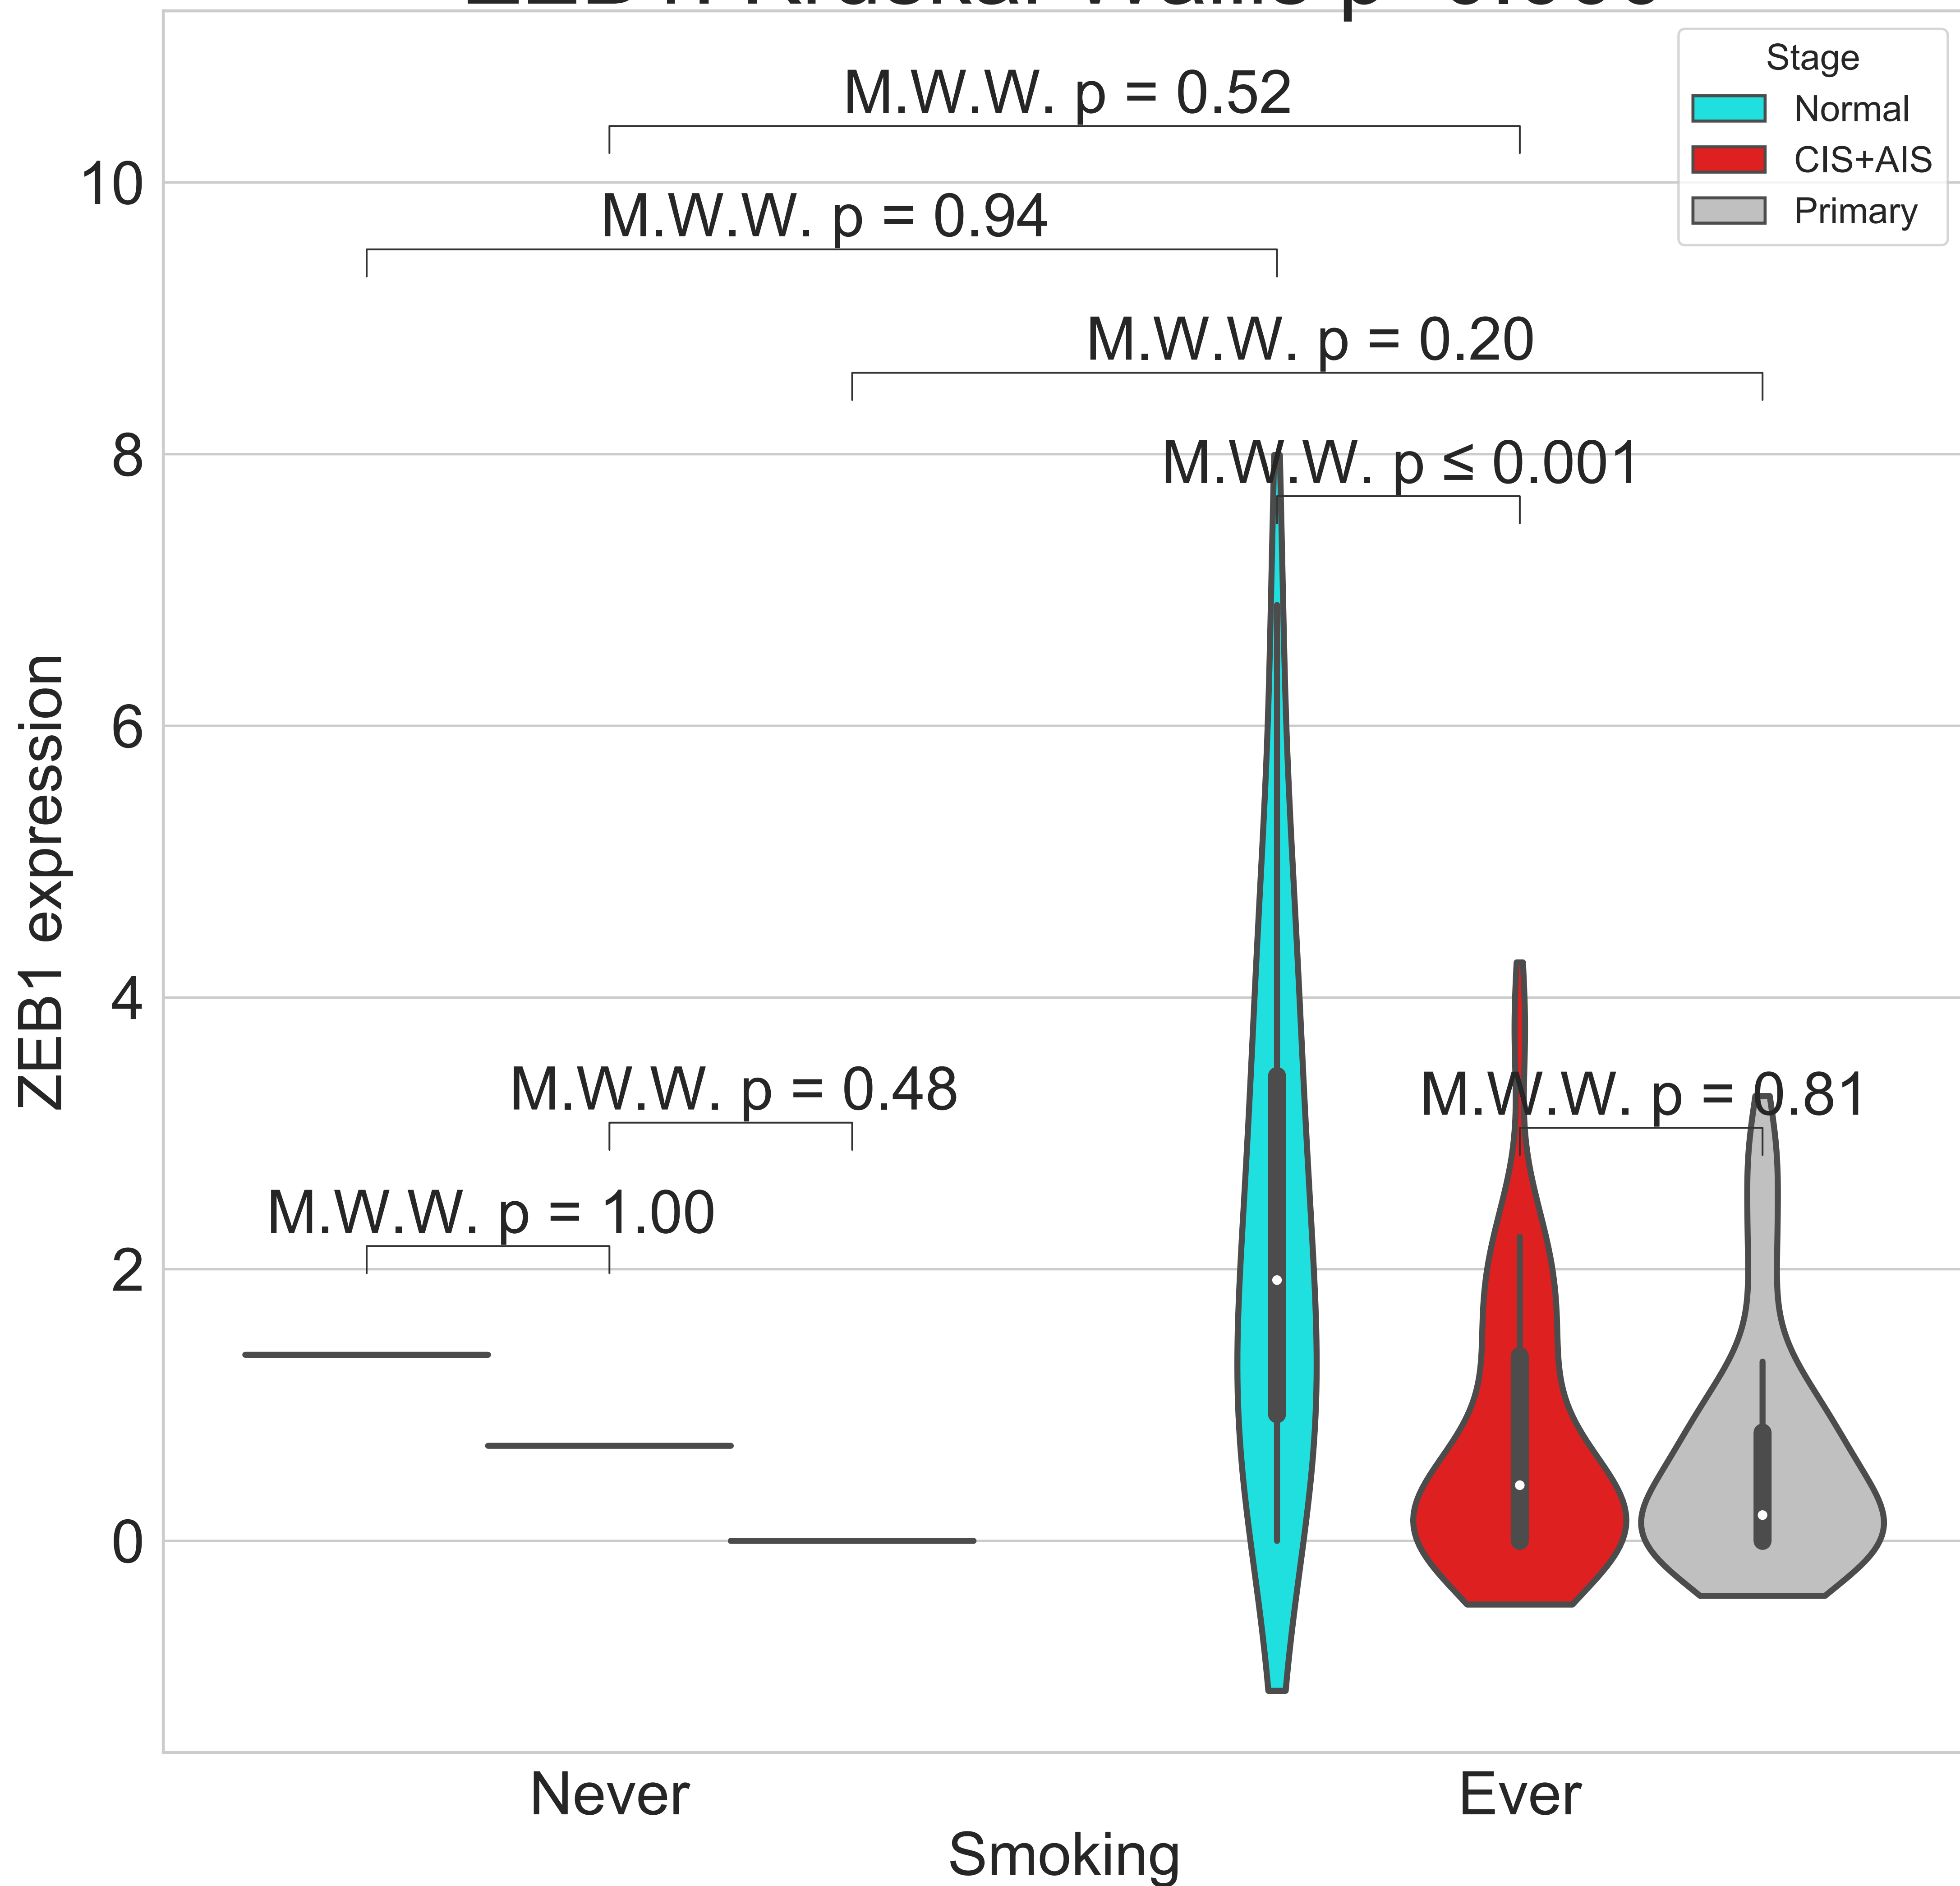 Stage
Normal
CIS+AIS
Primary
M.W.W. p = 0.52
M.W.W. p = 0.94
M.W.W. p = 0.20
M.W.W. p ≤ 0.001
M.W.W. p = 0.48
M.W.W. p = 0.81
M.W.W. p = 1.00
10
8
6
4
2
0
ZEB1 expression
Never
Ever
Smoking